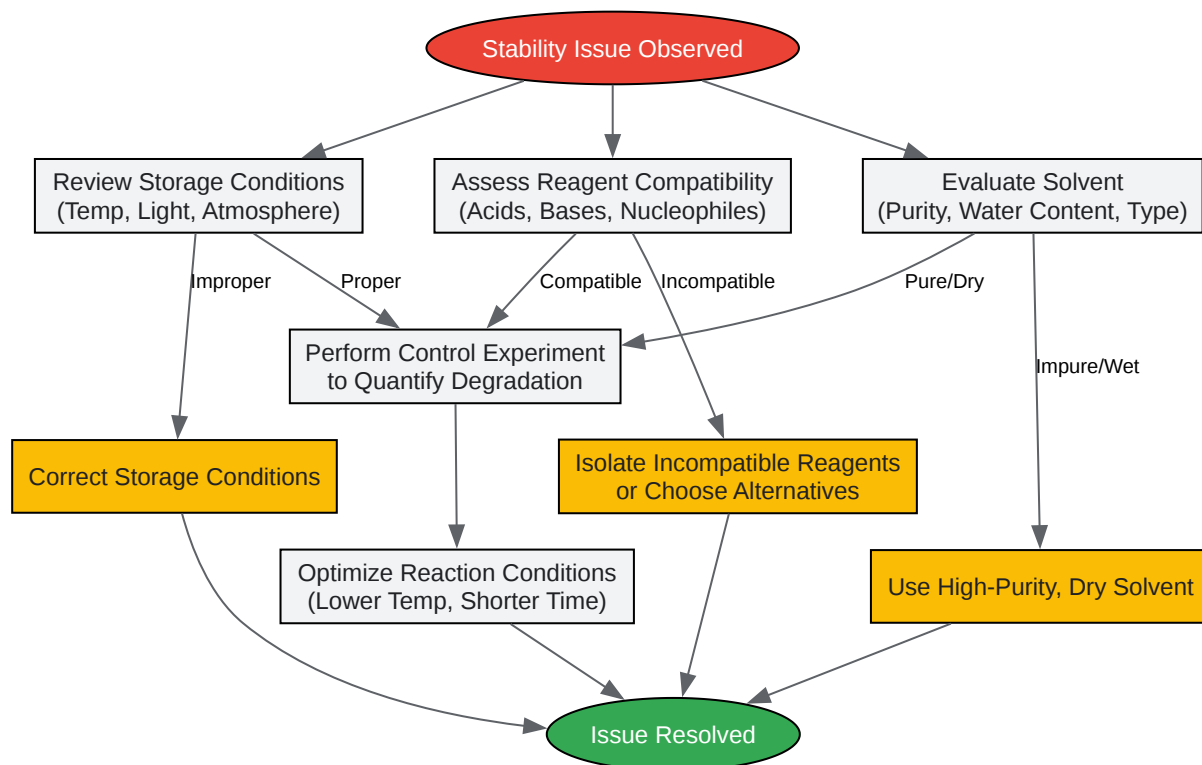 Stability Issue Observed
Review Storage Conditions
(Temp, Light, Atmosphere)
Assess Reagent Compatibility
(Acids, Bases, Nucleophiles)
Evaluate Solvent
(Purity, Water Content, Type)
Improper
Proper
Compatible
Incompatible
Pure/Dry
Perform Control Experiment
to Quantify Degradation
Impure/Wet
Correct Storage Conditions
Isolate Incompatible Reagents
or Choose Alternatives
Optimize Reaction Conditions
(Lower Temp, Shorter Time)
Use High-Purity, Dry Solvent
Issue Resolved